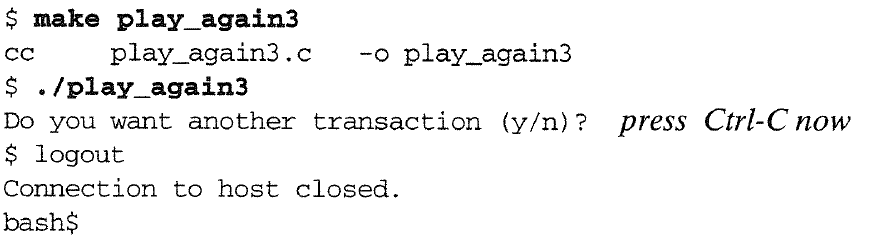 $ make play_again3
cc play_again3.c -o play_again3
$ ./play_again3
Do you want another transaction (y/n)? press Ctrl-C now
$ logout
Connection to host closed.
bash$